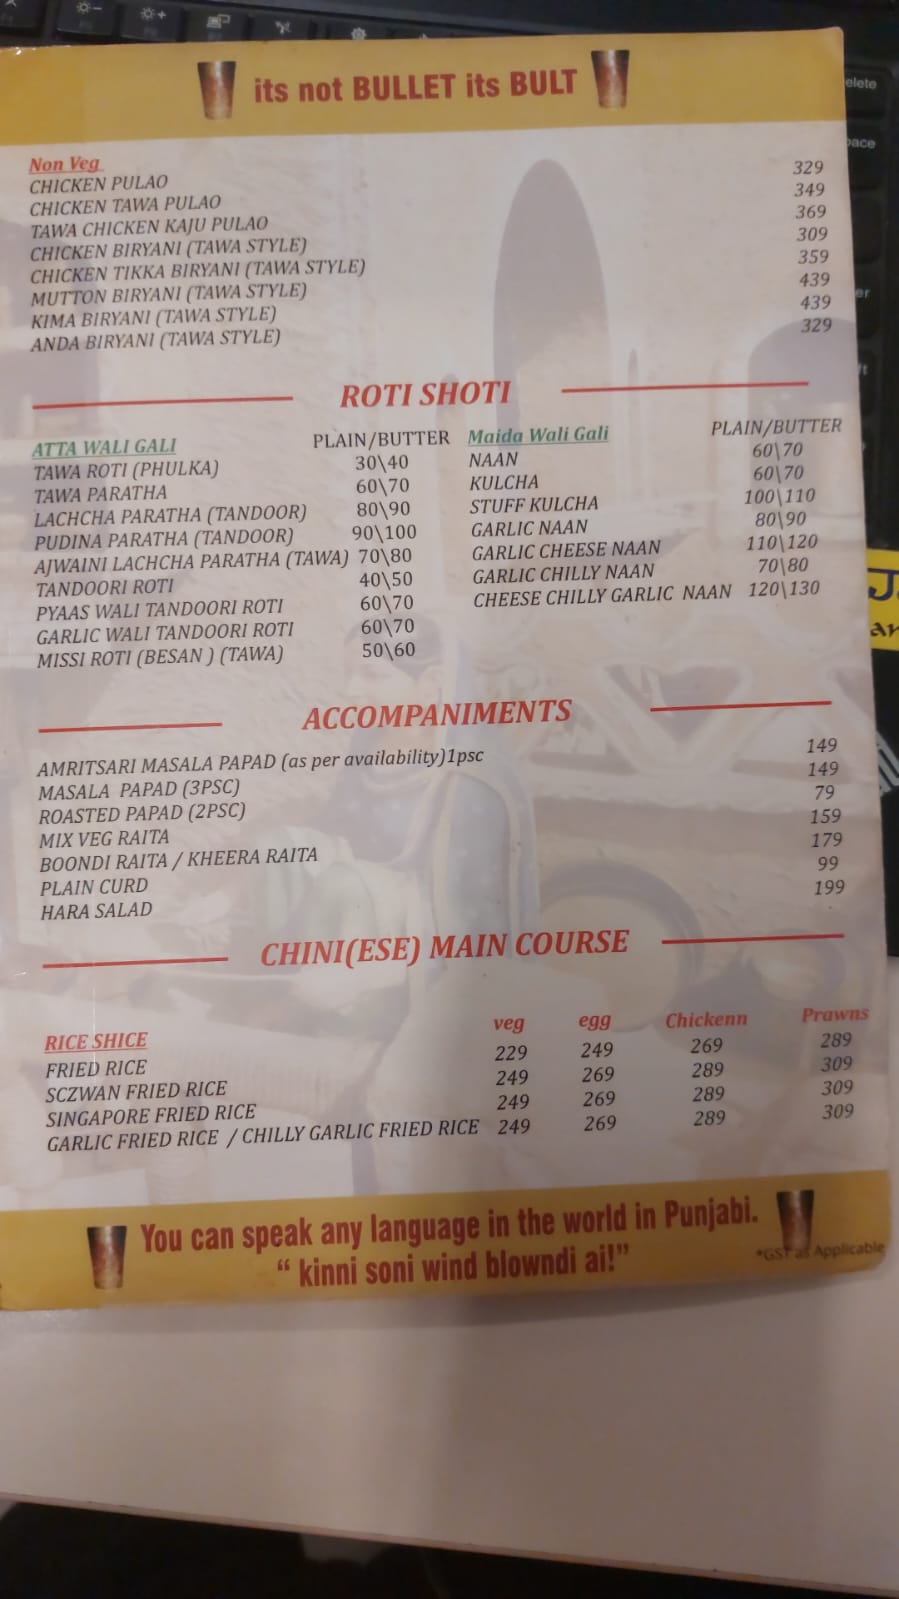 its not BULLET its BULT
Non Veg
CHICKEN PULAO 329
CHICKEN TAWA PULAO 349
TAWA CHICKEN KAJU PULAO 369
CHICKEN BIRYANI (TAWA STYLE) 309
CHICKEN TIKKA BIRYANI (TAWA STYLE) 359
MUTTON BIRYANI (TAWA STYLE) 439
KIMA BIRYANI (TAWA STYLE) 439
ANDA BIRYANI (TAWA STYLE) 329
ROTI SHOTI
ATTA WALI GALI PLAIN/BUTTER
TAWA ROTI (PHULKA) 30\40
TAWA PARATHA 60\70
LACHCHA PARATHA (TANDOOR) 80\90
PUDINA PARATHA (TANDOOR) 90\100
AJWAINI LACHCHA PARATHA (TAWA) 70\80
TANDOORI ROTI 40\50
PYAAS WALI TANDOORI ROTI 60\70
GARLIC WALI TANDOORI ROTI 60\70
MISSI ROTI (BESAN ) (TAWA) 50\60
Maida Wali Gali PLAIN/BUTTER
NAAN 60\70
KULCHA 60\70
STUFF KULCHA 100\110
GARLIC NAAN 80\90
GARLIC CHEESE NAAN 110\120
GARLIC CHILLY NAAN 70\80
CHEESE CHILLY GARLIC NAAN 120\130
ACCOMPANIMENTS
AMRITSARI MASALA PAPAD (as per availability)1psc 149
MASALA PAPAD (3PSC) 149
ROASTED PAPAD (2PSC) 79
MIX VEG RAITA 159
BOONDI RAITA / KHEERA RAITA 179
PLAIN CURD 99
HARA SALAD 199
CHINI(ESE) MAIN COURSE
RICE SHICE veg egg Chickenn Prawns
FRIED RICE 229 249 269 289
SCZWAN FRIED RICE 249 269 289 309
SINGAPORE FRIED RICE 249 269 289 309
GARLIC FRIED RICE / CHILLY GARLIC FRIED RICE 249 269 289 309
You can speak any language in the world in Punjabi.
“ kinni soni wind blowndi ai!”
*GST as Applicable